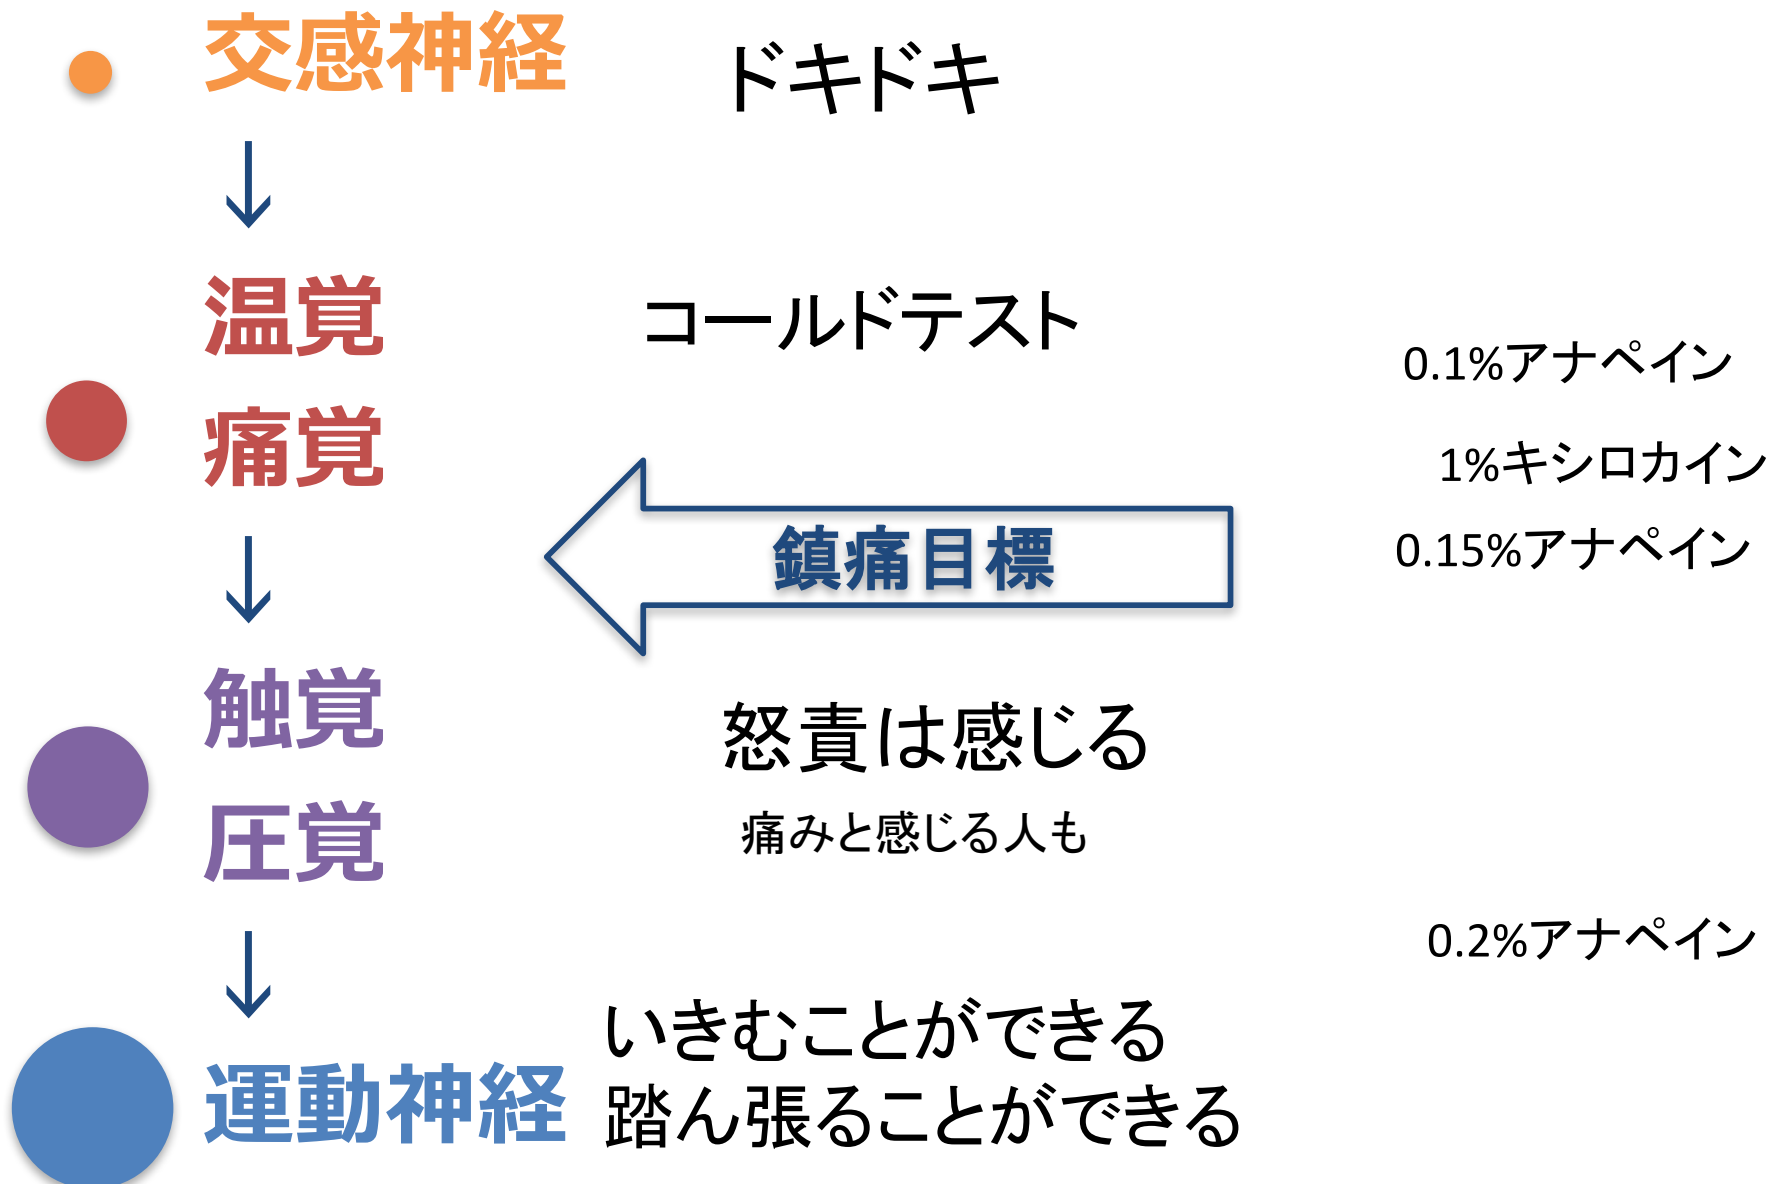 交感神経
ドキドキ
↓
温覚
コールドテスト
0.1%アナペイン
痛覚
1%キシロカイン
鎮痛目標
0.15%アナペイン
↓
触覚
怒責は感じる
圧覚
痛みと感じる人も
0.2%アナペイン
↓
いきむことができる
運動神経
踏ん張ることができる